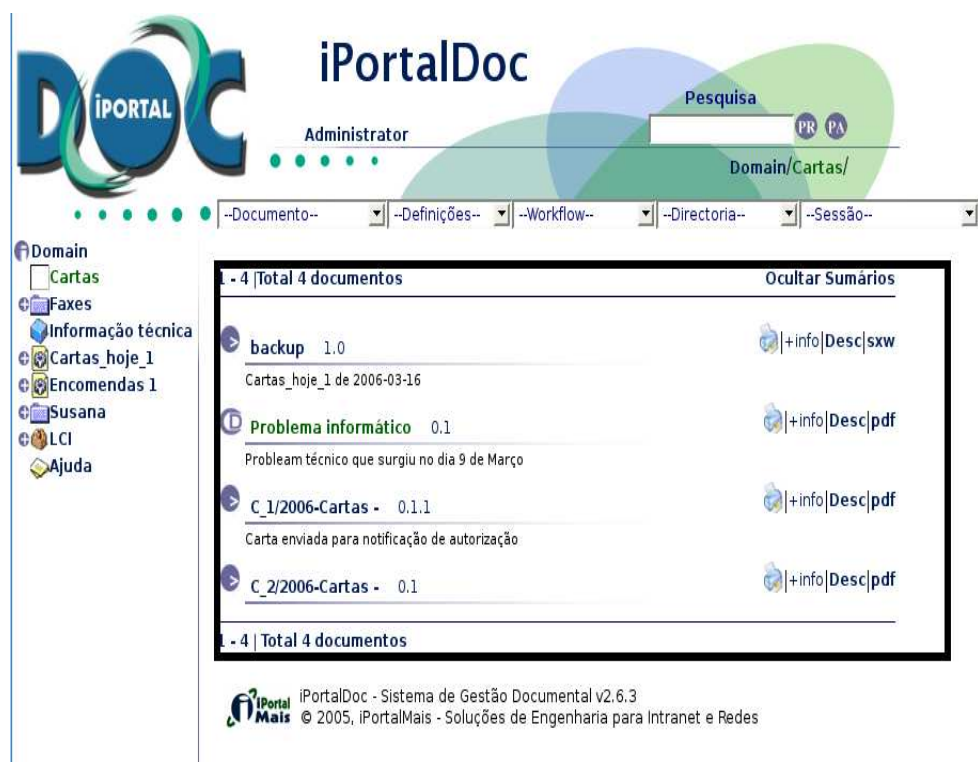 DOC
iPORTAL
iPortalDoc
Pesquisa
PR PA
Administrator
Domain/Cartas/
--Documento-- --Definições-- --Workflow-- --Directoria-- --Sessão--
Domain
Cartas
Faxes
Informação técnica
Cartas_hoje_1
Encomendas 1
Susana
LCI
Ajuda
1 - 4 |Total 4 documentos Ocultar Sumários
backup 1.0 |+info|Desc|sxw
Cartas_hoje_1 de 2006-03-16
Problema informático 0.1 |+info|Desc|pdf
Probleam técnico que surgiu no dia 9 de Março
C_1/2006-Cartas - 0.1.1 |+info|Desc|pdf
Carta enviada para notificação de autorização
C_2/2006-Cartas - 0.1 |+info|Desc|pdf
1 - 4 | Total 4 documentos
iPortal Mais
iPortalDoc - Sistema de Gestão Documental v2.6.3
© 2005, iPortalMais - Soluções de Engenharia para Intranet e Redes